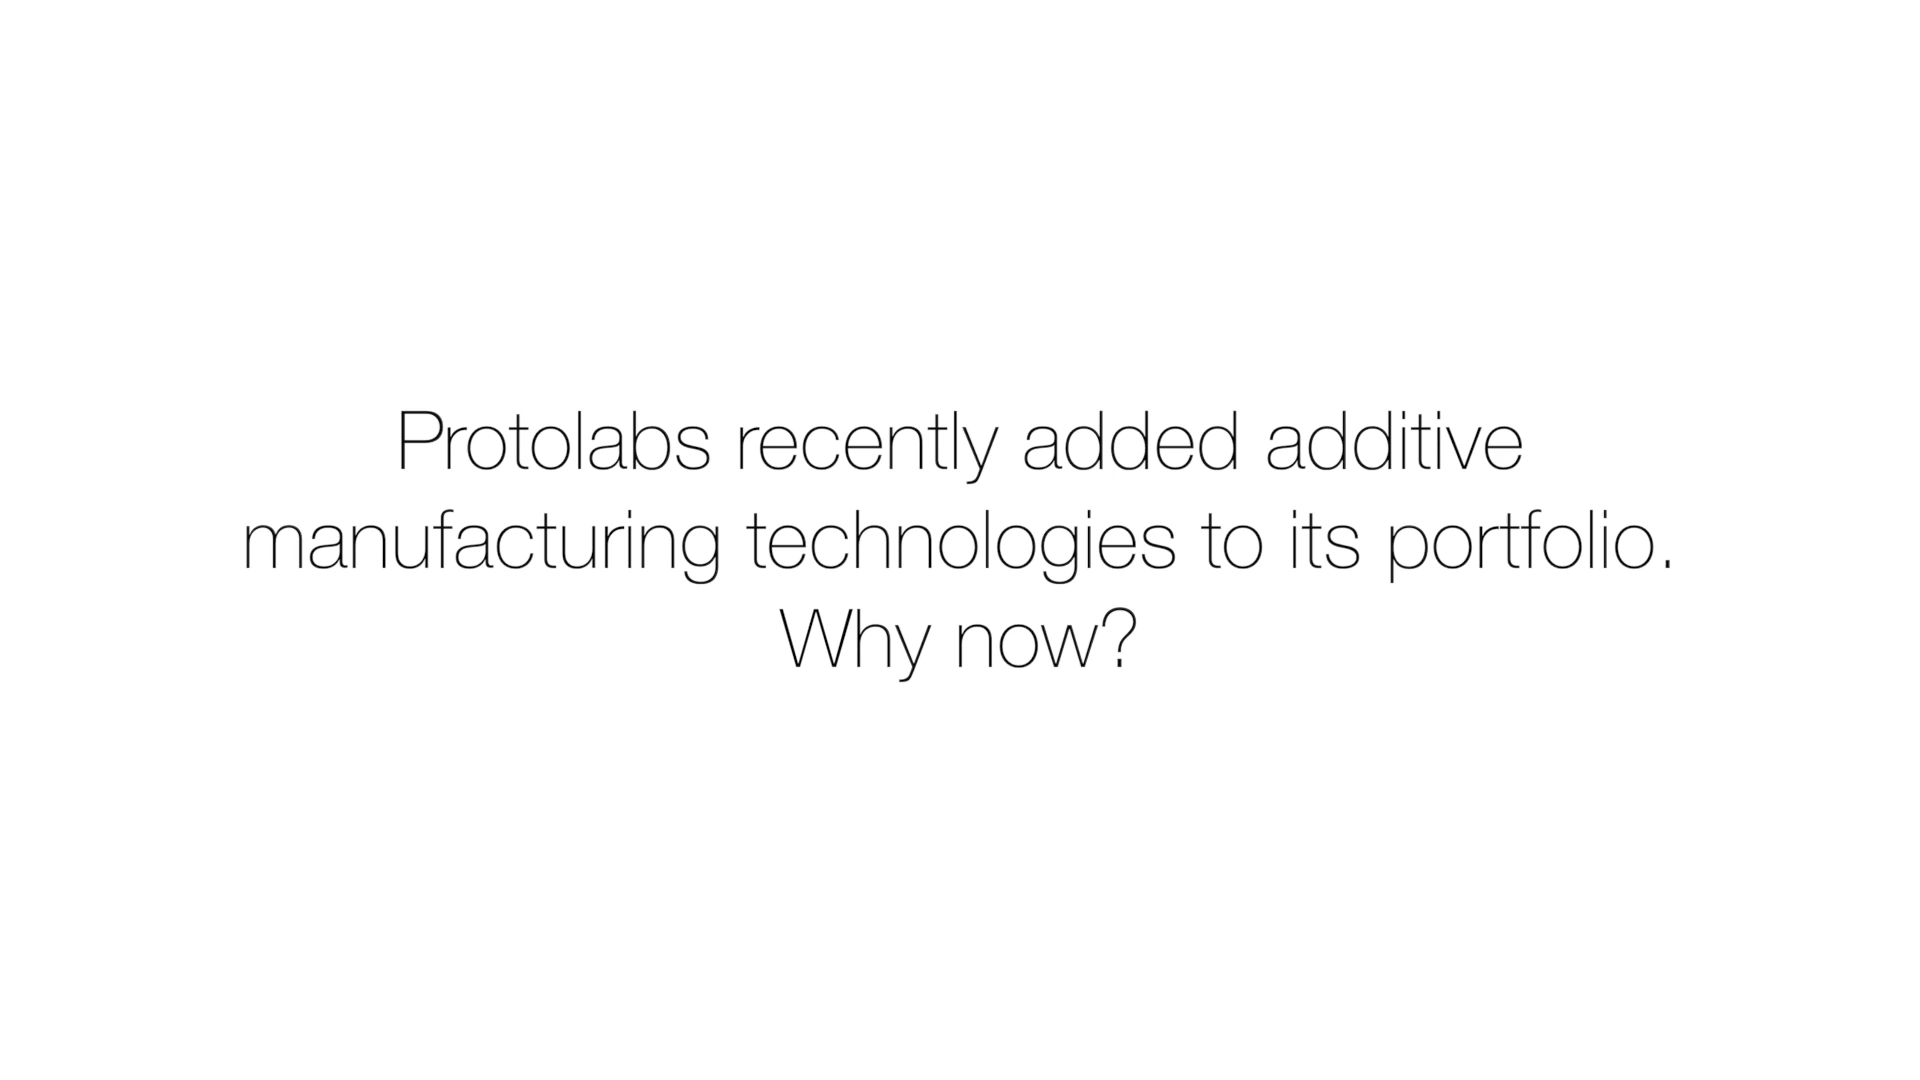 Protolabs recently added additive
manufacturing technologies to its portfolio.
Why now?